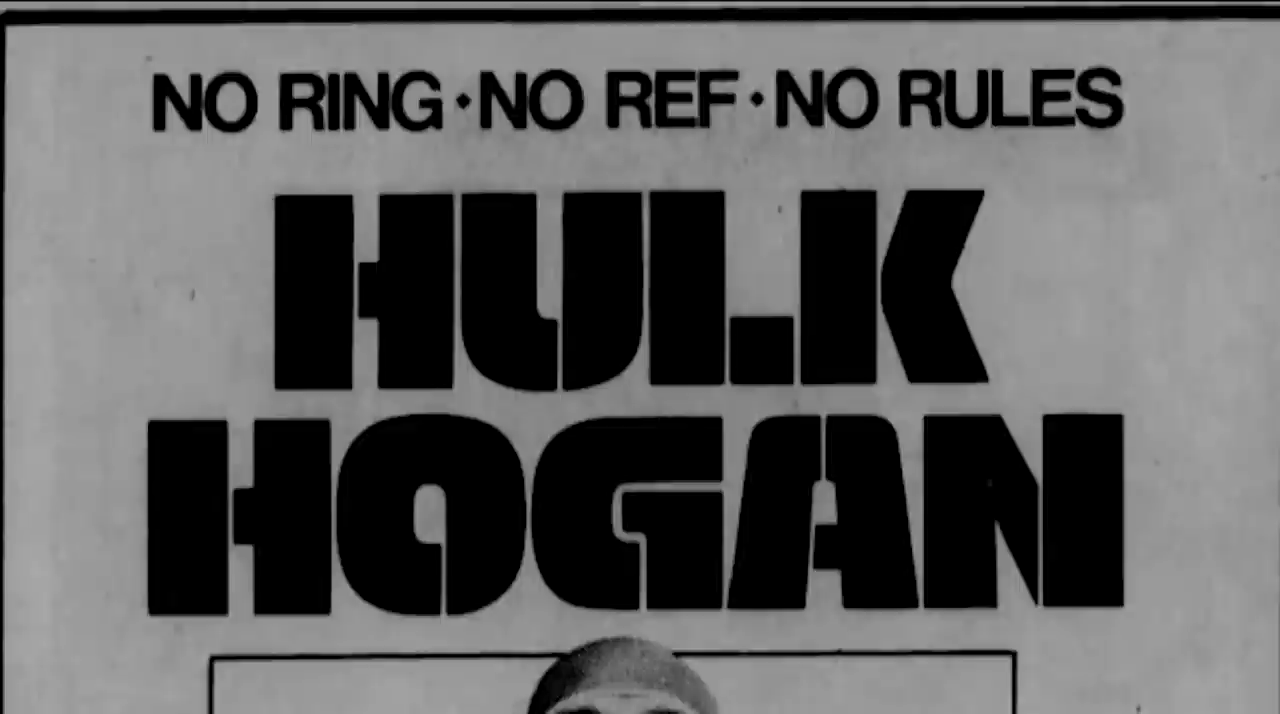 NO RING • NO REF • NO RULES
HULK
HOGAN